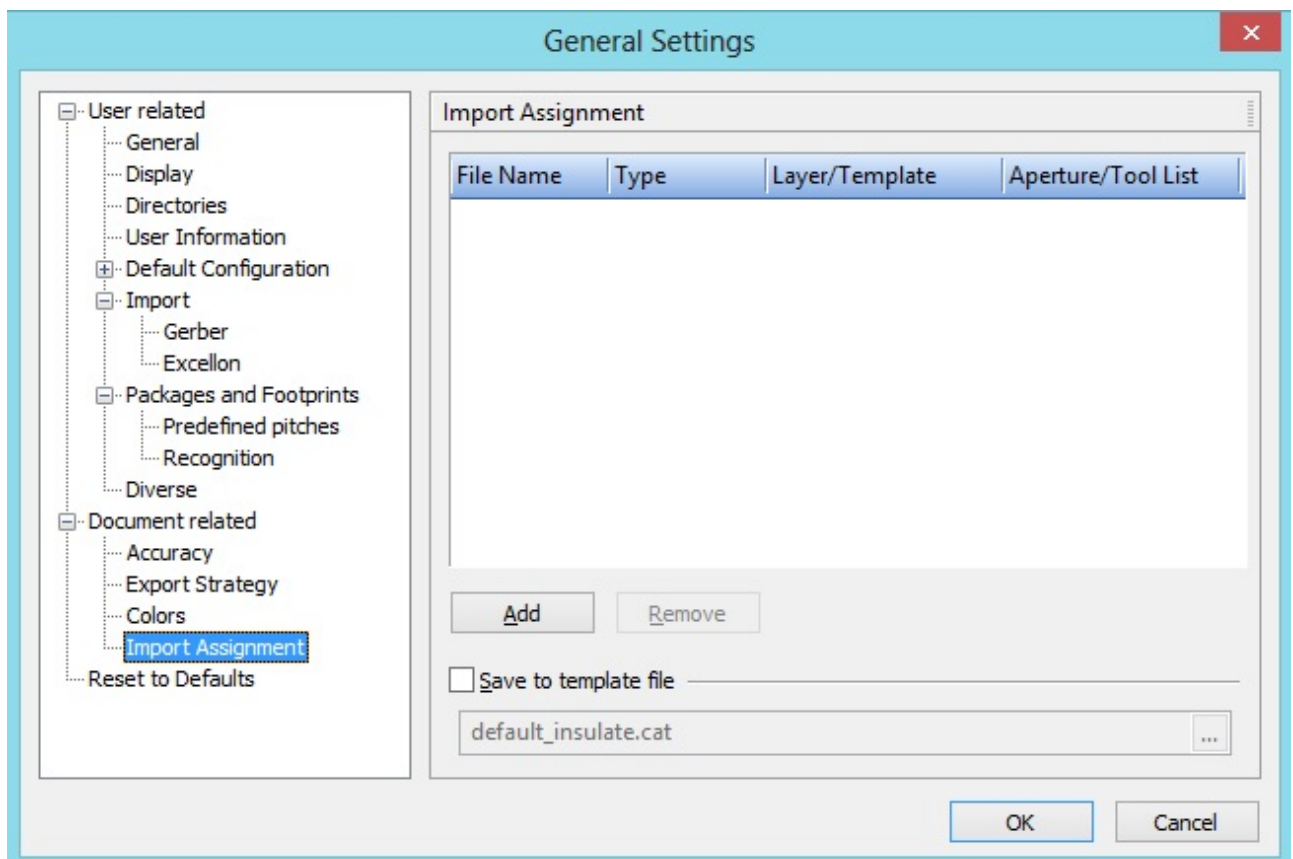 General Settings
User related
General
Display
Directories
User Information
Default Configuration
Import
Gerber
Excellon
Packages and Footprints
Predefined pitches
Recognition
Diverse
Document related
Accuracy
Export Strategy
Colors
Import Assignment
Reset to Defaults
Import Assignment
File Name Type Layer/Template Aperture/Tool List
Add Remove
Save to template file
default_insulate.cat ...
OK Cancel